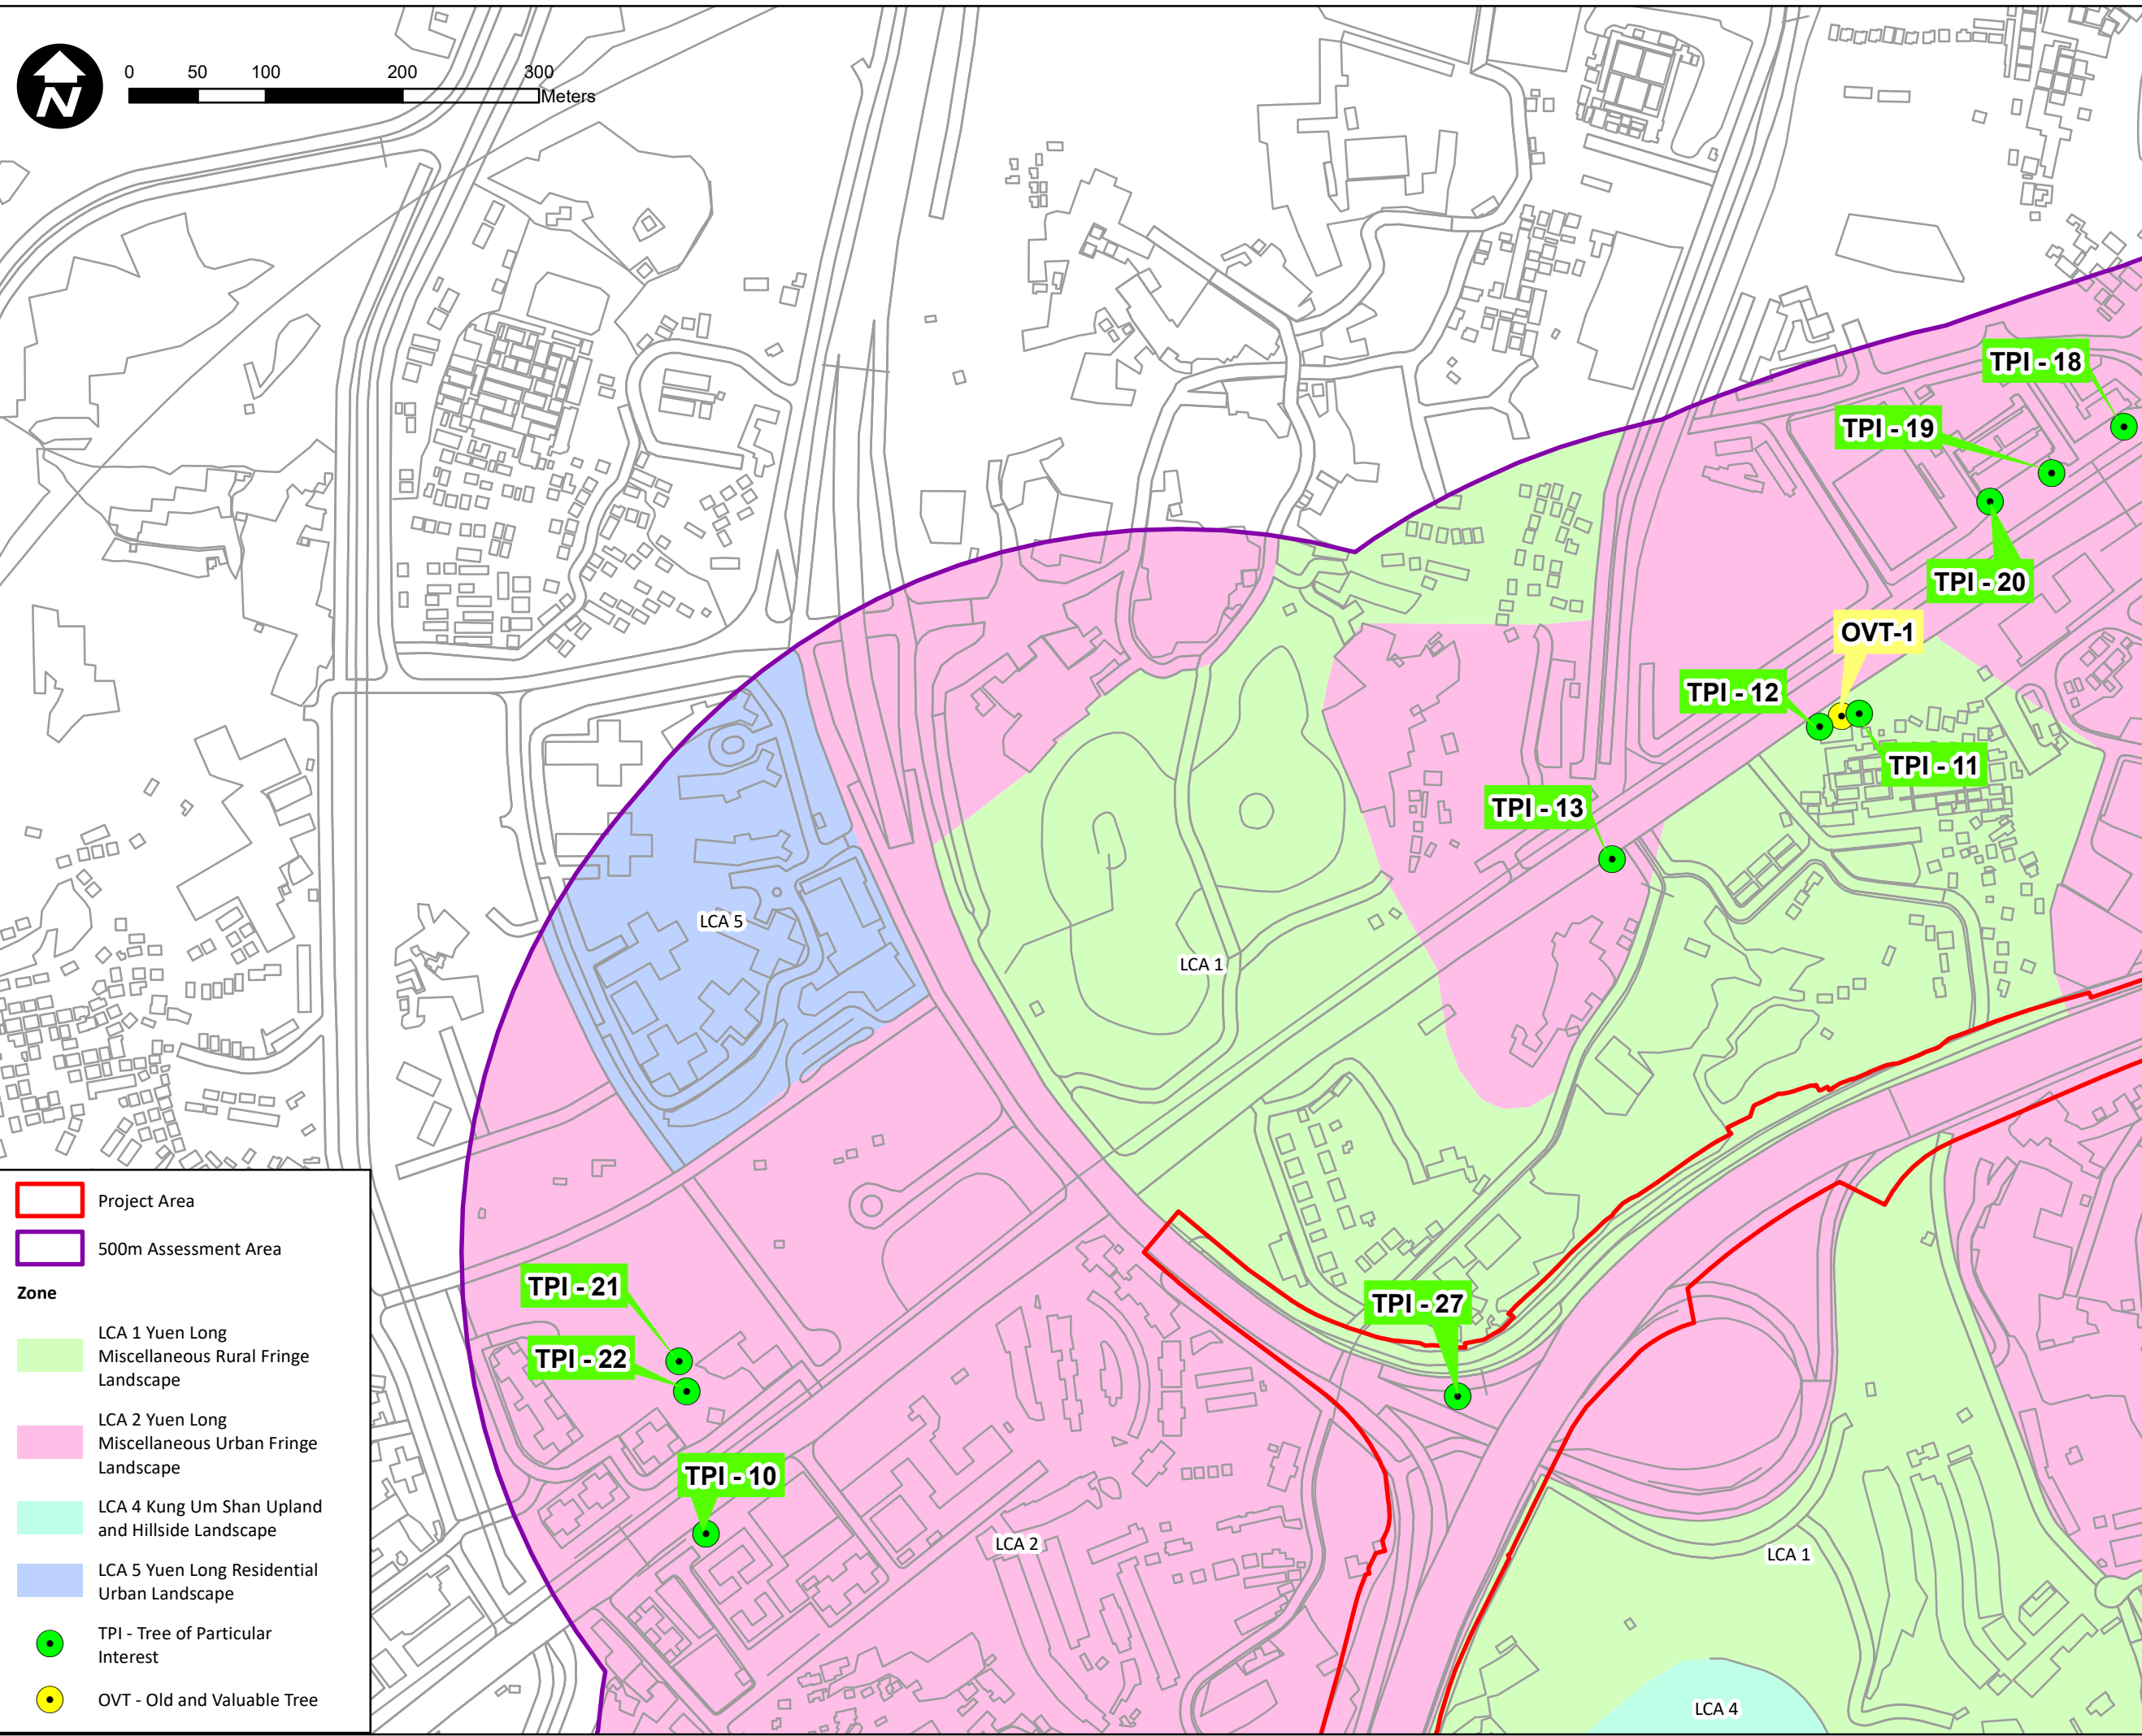 N
0 50 100 200 300
Meters
TPI - 18
TPI - 19
TPI - 20
OVT-1
TPI - 12
TPI - 11
TPI - 13
LCA 5
LCA 1
TPI - 21
TPI - 27
TPI - 22
TPI - 10
LCA 2
LCA 1
LCA 4
Project Area
500m Assessment Area
Zone
LCA 1 Yuen Long
Miscellaneous Rural Fringe
Landscape
LCA 2 Yuen Long
Miscellaneous Urban Fringe
Landscape
LCA 4 Kung Um Shan Upland
and Hillside Landscape
LCA 5 Yuen Long Residential
Urban Landscape
TPI - Tree of Particular
Interest
OVT - Old and Valuable Tree